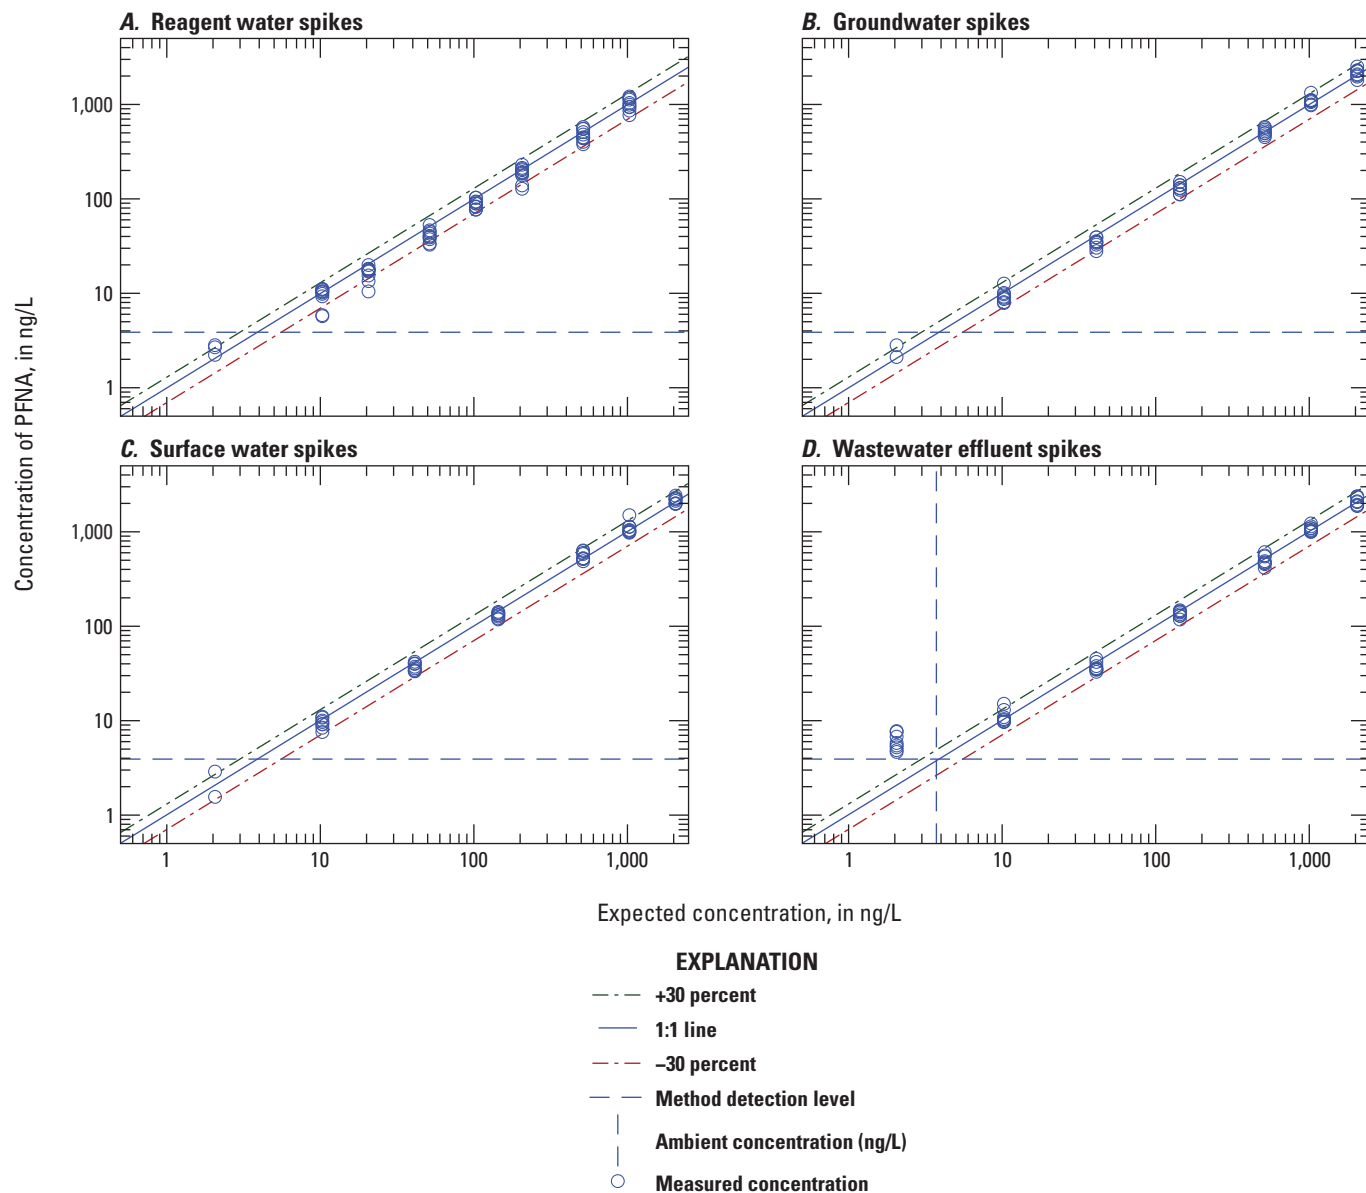 A. Reagent water spikes
B. Groundwater spikes
1,000
100
10
1
C. Surface water spikes
D. Wastewater effluent spikes
1,000
100
10
1
1 10 100 1,000
1 10 100 1,000
Concentration of PFNA, in ng/L
Expected concentration, in ng/L
EXPLANATION
+30 percent
1:1 line
–30 percent
Method detection level
Ambient concentration (ng/L)
Measured concentration